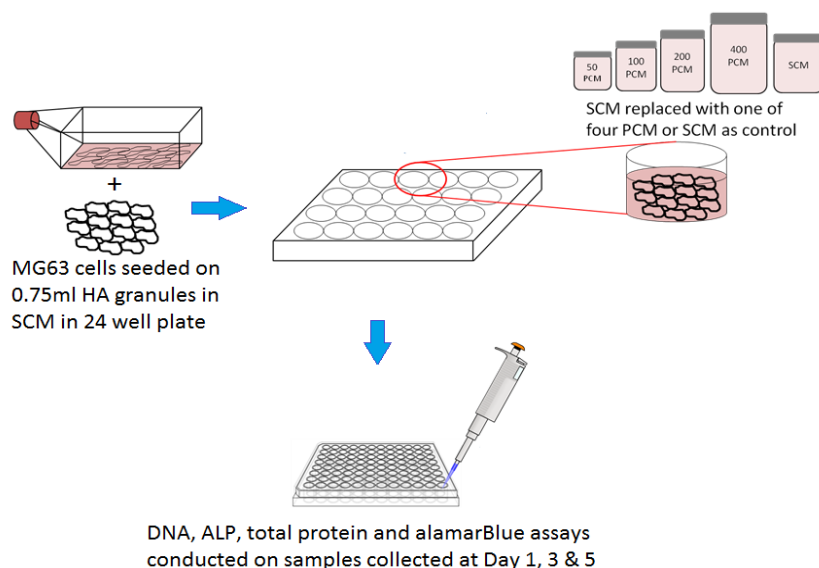 50
PCM
100
PCM
200
PCM
400
PCM
SCM
SCM replaced with one of
four PCM or SCM as control
+
MG63 cells seeded on
0.75ml HA granules in
SCM in 24 well plate
DNA, ALP, total protein and alamarBlue assays
conducted on samples collected at Day 1, 3 & 5